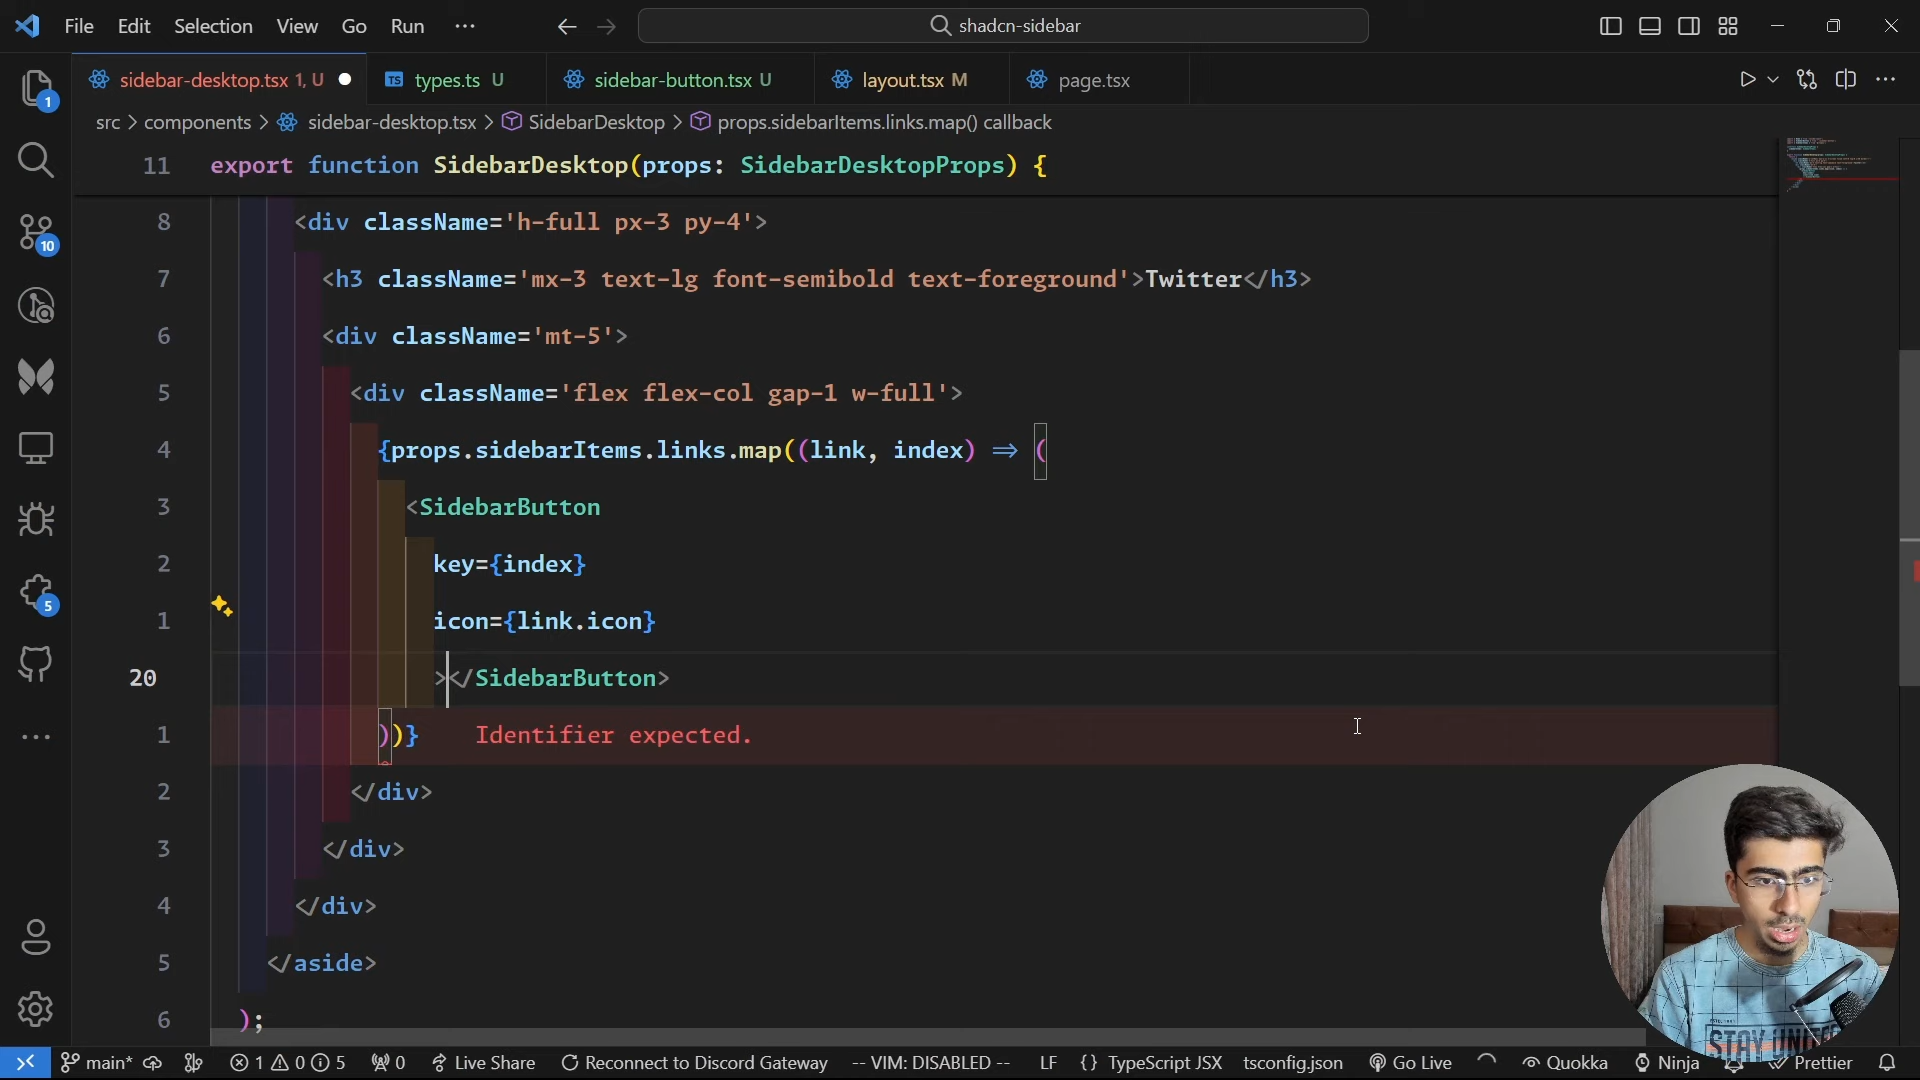 File Edit Selection View Go Run ··· shadcn-sidebar
sidebar-desktop.tsx 1, U TS types.ts U sidebar-button.tsx U layout.tsx M page.tsx
src > components > sidebar-desktop.tsx > SidebarDesktop > props.sidebarItems.links.map() callback
11 export function SidebarDesktop(props: SidebarDesktopProps) {
8 <div className='h-full px-3 py-4'>
7 <h3 className='mx-3 text-lg font-semibold text-foreground'>Twitter</h3>
6 <div className='mt-5'>
5 <div className='flex flex-col gap-1 w-full'>
4 {props.sidebarItems.links.map((link, index) => (
3 <SidebarButton
2 key={index}
1 icon={link.icon}
20 ></SidebarButton>
1 ))} Identifier expected.
2 </div>
3 </div>
4 </div>
5 </aside>
6 );
1
10
5
main* 1 0 5 0 Live Share Reconnect to Discord Gateway -- VIM: DISABLED -- LF {} TypeScript JSX tsconfig.json Go Live Quokka Ninja Prettier